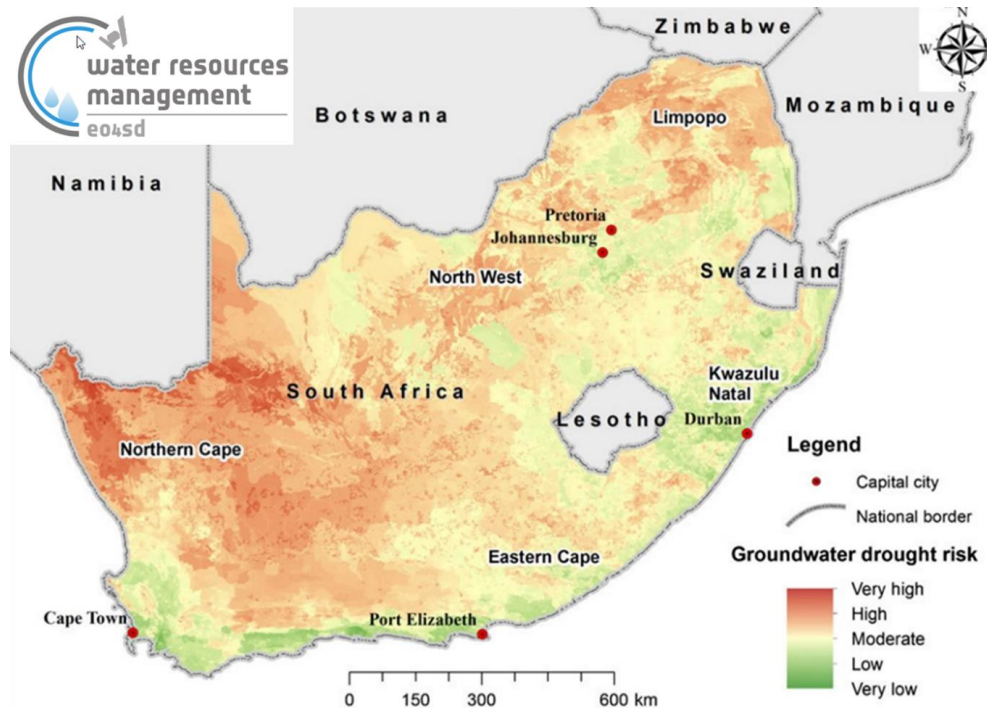 water resources
management
eo4sd
Zimbabwe
N
W
S
Botswana
Limpopo
Mozambique
Namibia
Pretoria
Johannesburg
North West
Swaziland
South Africa
Kwazulu
Natal
Lesotho
Durban
Northern Cape
Eastern Cape
Cape Town
Port Elizabeth
Legend
Capital city
National border
Groundwater drought risk
Very high
High
Moderate
Low
Very low
0 150 300 600 km